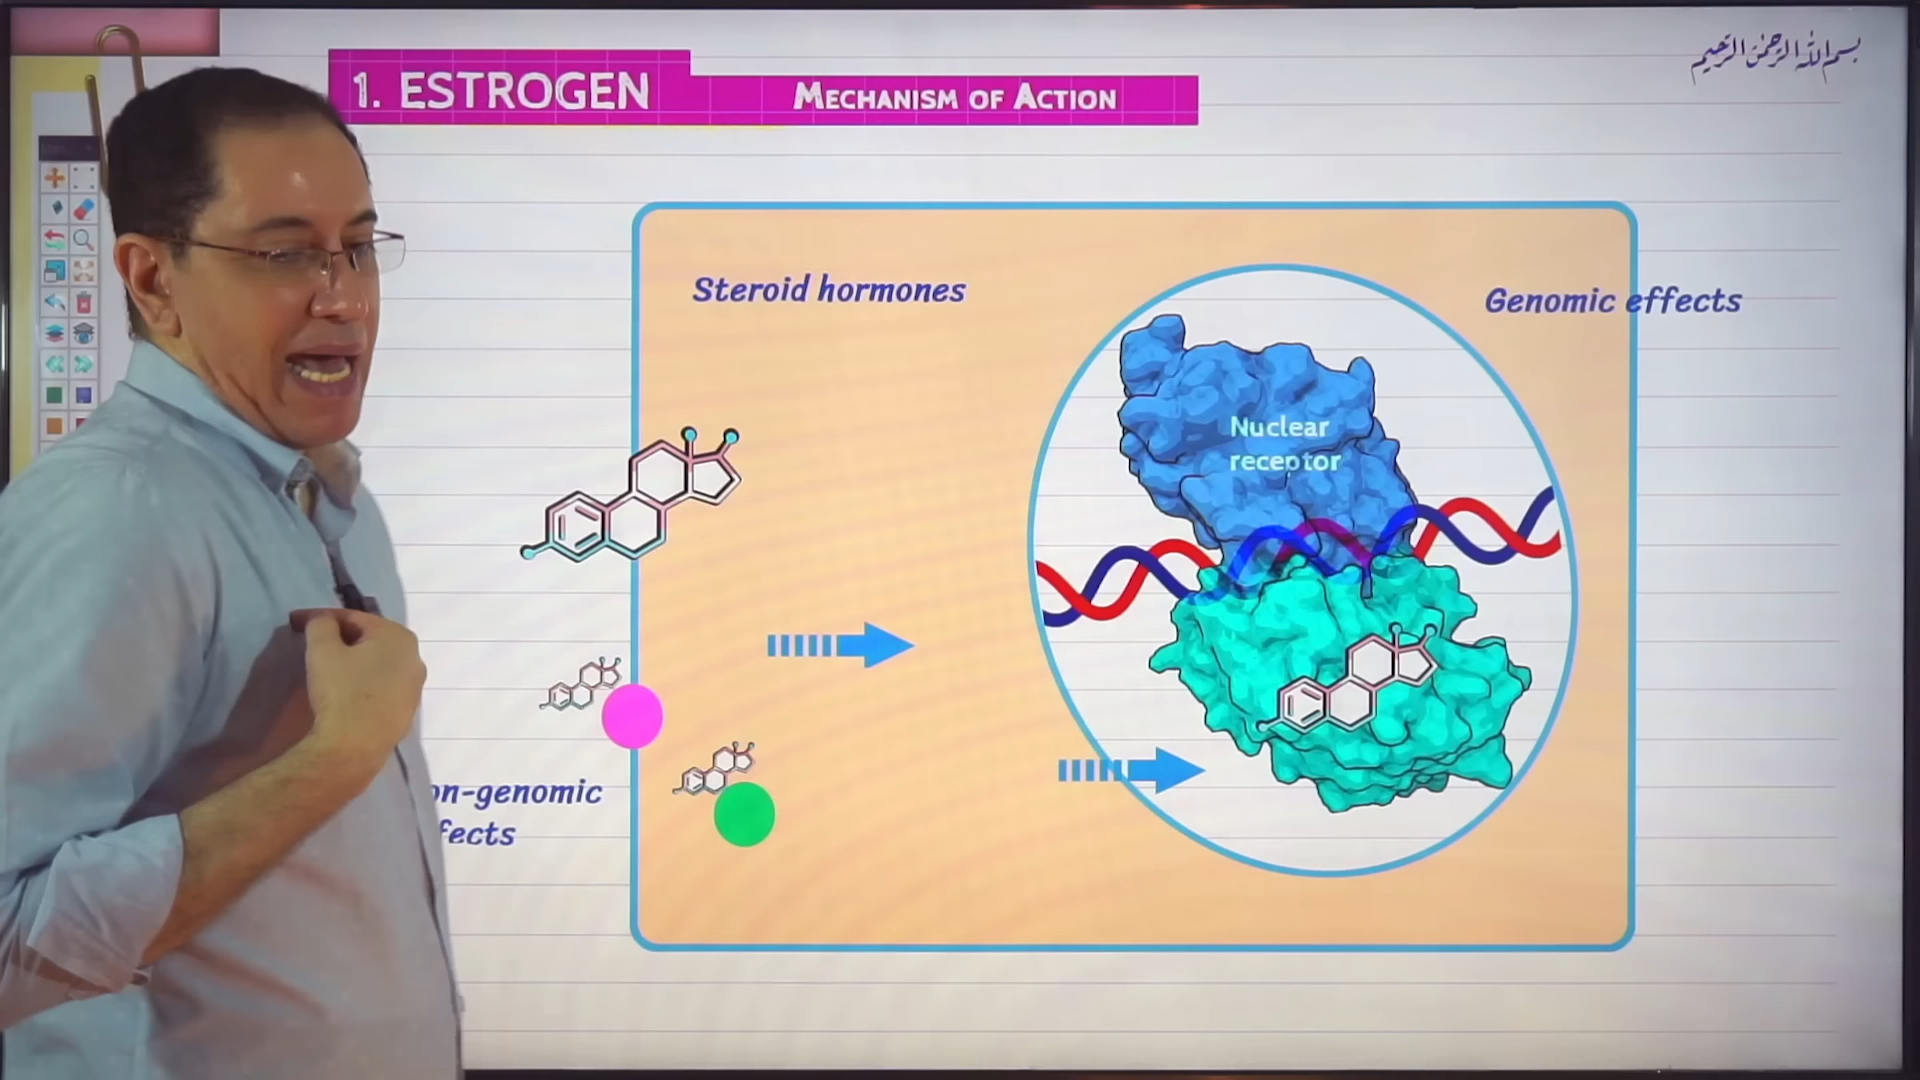 بسم الله الرحمن الرحيم
1. ESTROGEN
MECHANISM OF ACTION
Steroid hormones
Genomic effects
Nuclear
receptor
on-genomic
fects